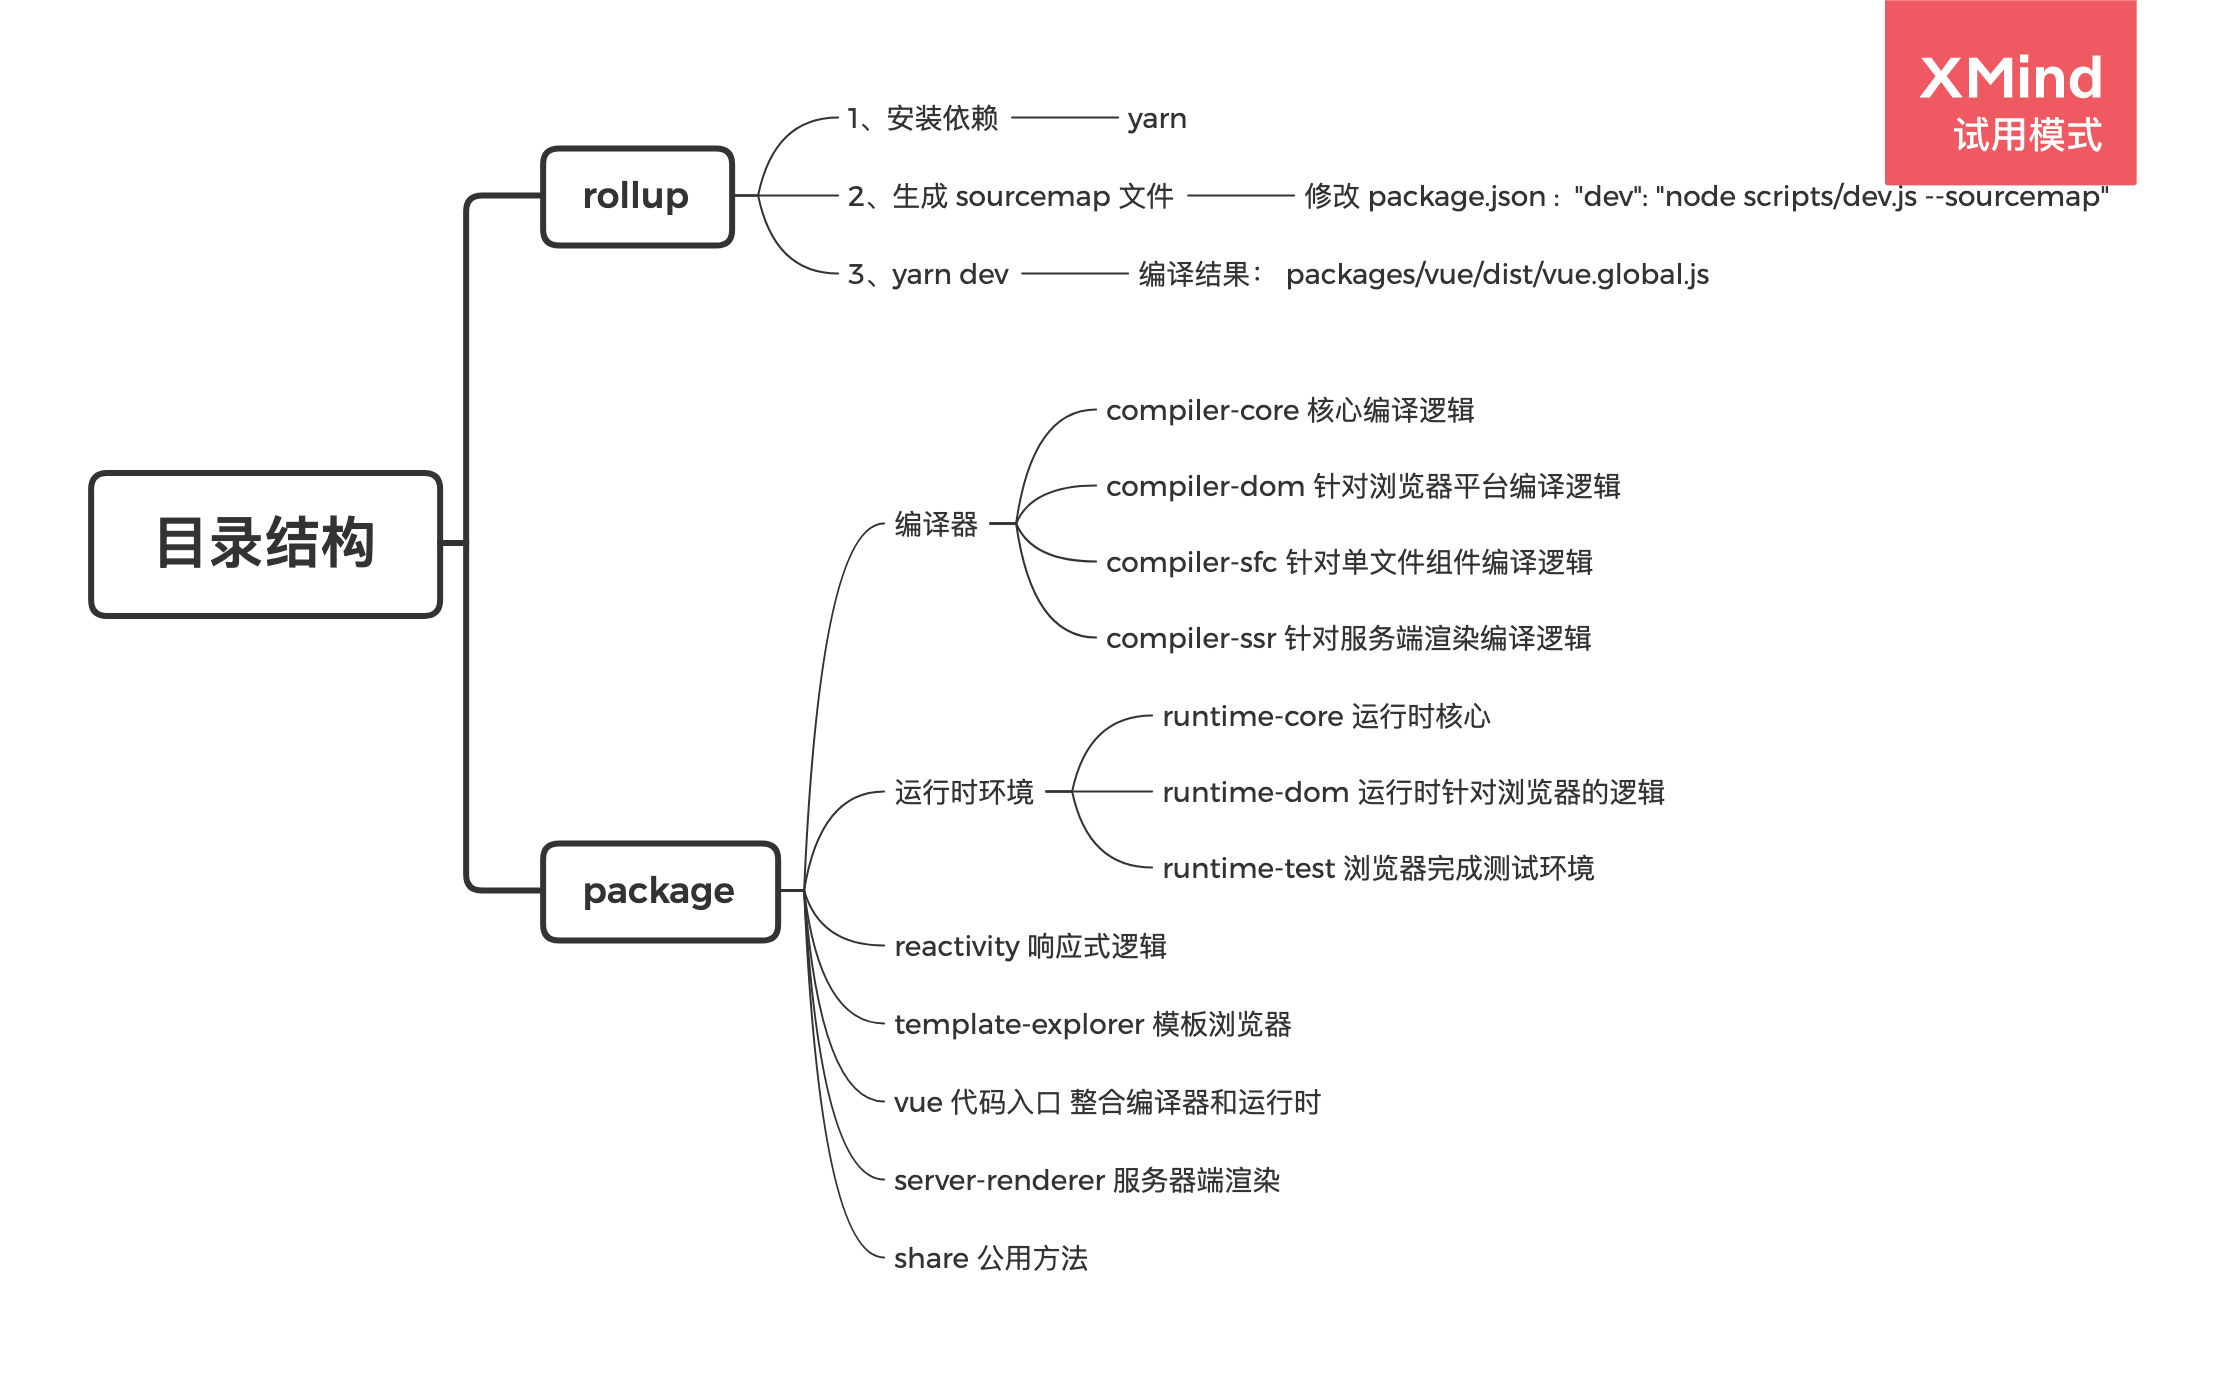 XMind
试用模式
目录结构
rollup
1、安装依赖
yarn
2、生成 sourcemap 文件
修改 package.json： "dev": "node scripts/dev.js --sourcemap"
3、yarn dev
编译结果： packages/vue/dist/vue.global.js
package
编译器
compiler-core 核心编译逻辑
compiler-dom 针对浏览器平台编译逻辑
compiler-sfc 针对单文件组件编译逻辑
compiler-ssr 针对服务端渲染编译逻辑
运行时环境
runtime-core 运行时核心
runtime-dom 运行时针对浏览器的逻辑
runtime-test 浏览器完成测试环境
reactivity 响应式逻辑
template-explorer 模板浏览器
vue 代码入口 整合编译器和运行时
server-renderer 服务器端渲染
share 公用方法